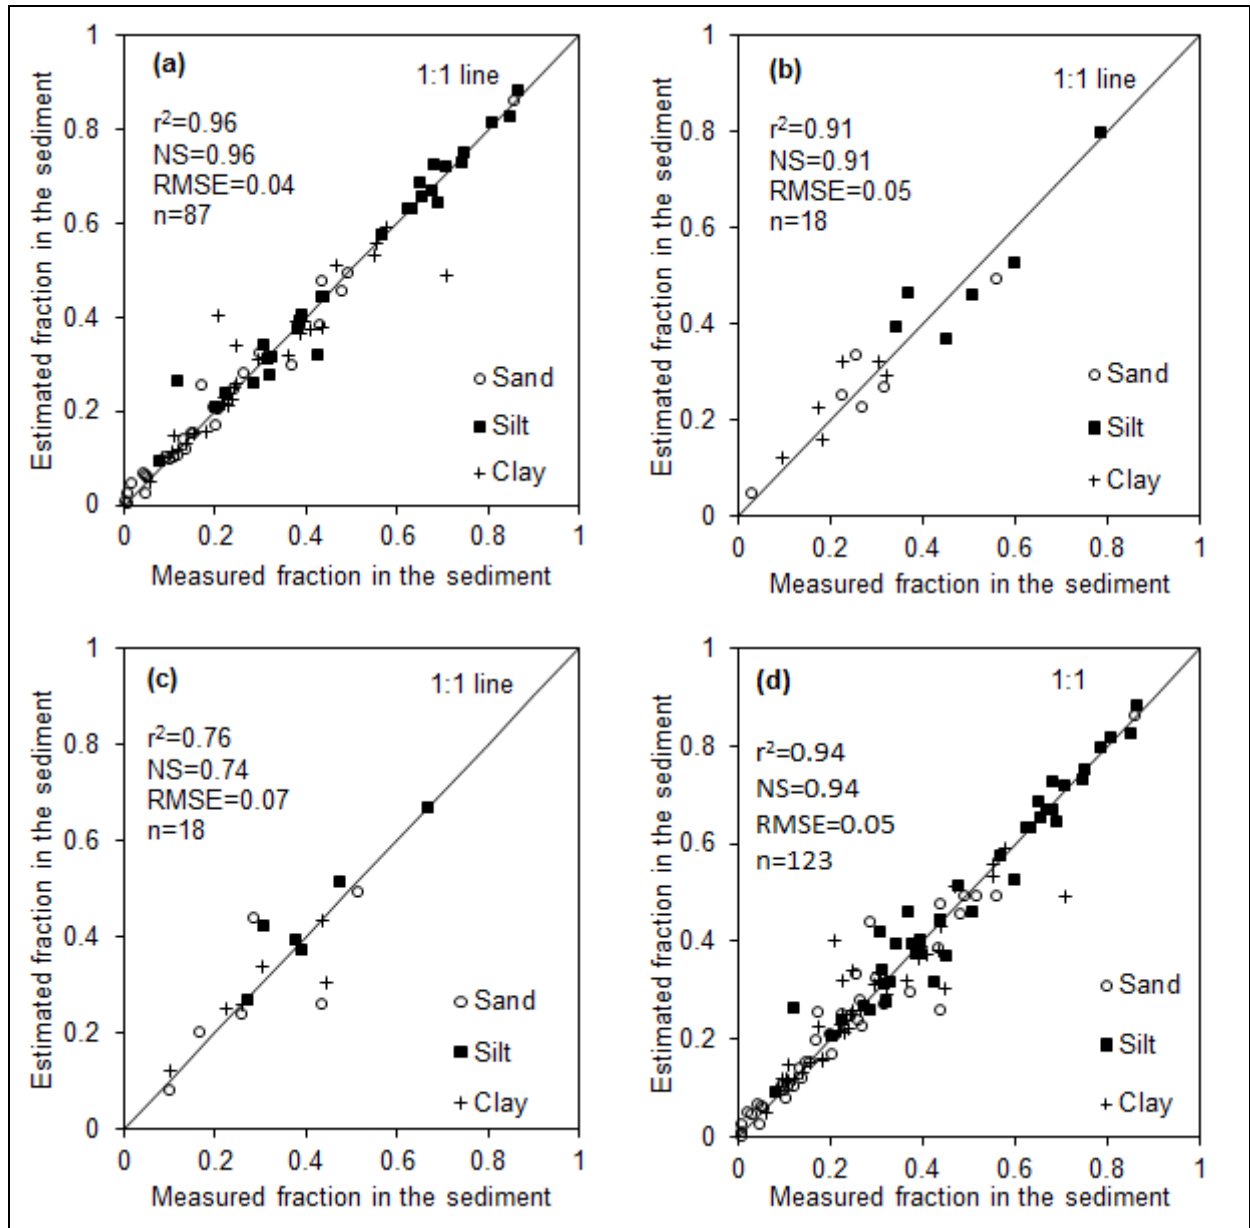 (a)
1:1 line
r²=0.96
NS=0.96
RMSE=0.04
n=87
Sand
Silt
Clay
Estimated fraction in the sediment
1
0.8
0.6
0.4
0.2
0
0 0.2 0.4 0.6 0.8 1
Measured fraction in the sediment
(b)
1:1 line
r²=0.91
NS=0.91
RMSE=0.05
n=18
Sand
Silt
Clay
Estimated fraction in the sediment
1
0.8
0.6
0.4
0.2
0
0 0.2 0.4 0.6 0.8 1
Measured fraction in the sediment
(c)
1:1 line
r²=0.76
NS=0.74
RMSE=0.07
n=18
Sand
Silt
Clay
Estimated fraction in the sediment
1
0.8
0.6
0.4
0.2
0
0 0.2 0.4 0.6 0.8 1
Measured fraction in the sediment
(d)
1:1
r²=0.94
NS=0.94
RMSE=0.05
n=123
Sand
Silt
Clay
Estimated fraction in the sediment
1
0.8
0.6
0.4
0.2
0
0 0.2 0.4 0.6 0.8 1
Measured fraction in the sediment